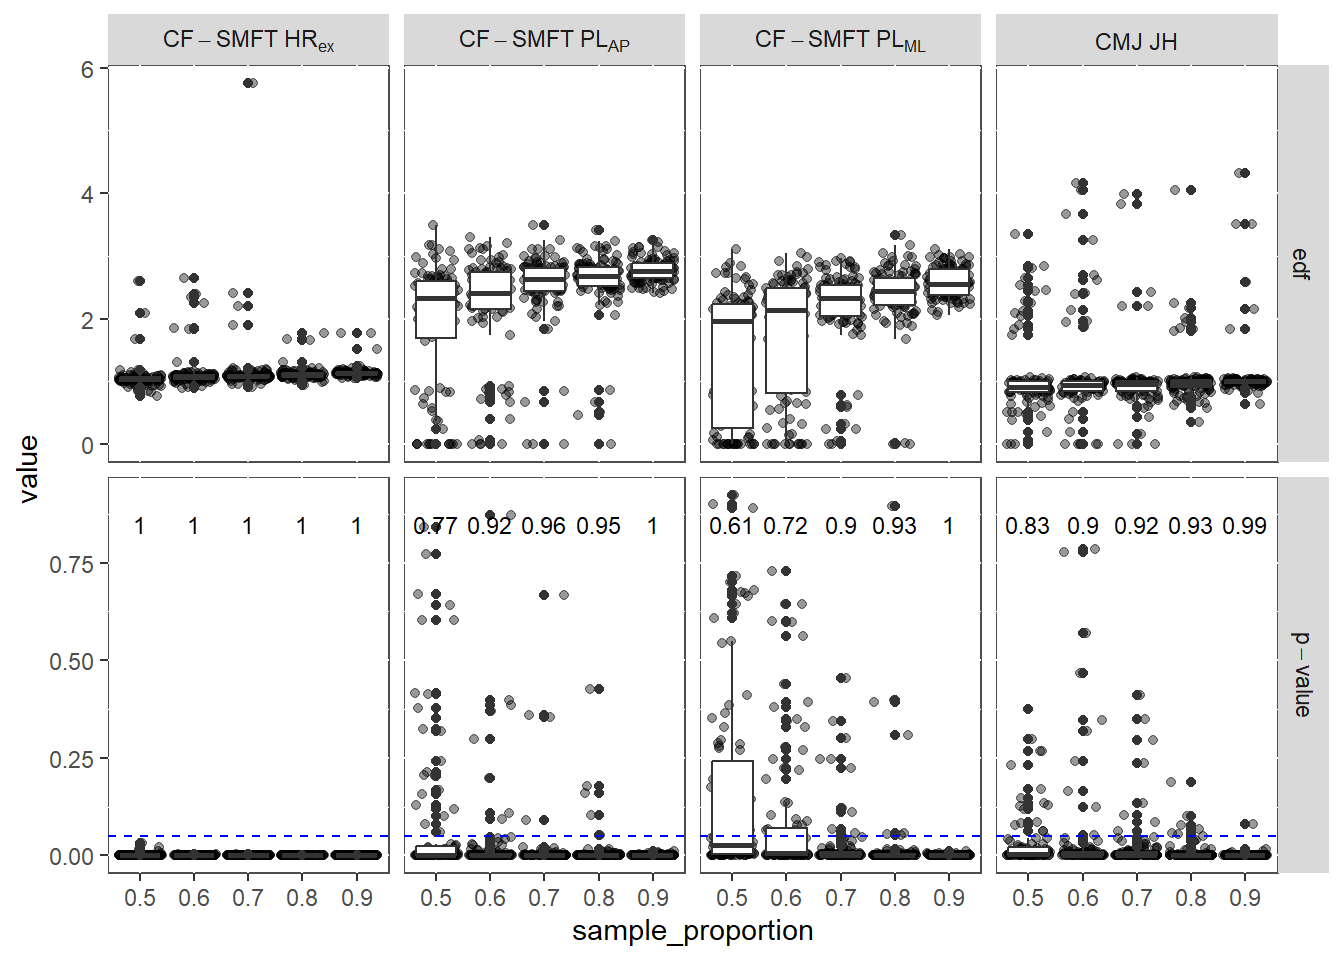 CF – SMFT HRex
CF – SMFT PLAP
CF – SMFT PLML
CMJ JH
6
4
2
0
edf
value
1 1 1 1 1
0.77 0.92 0.96 0.95 1
0.61 0.72 0.9 0.93 1
0.83 0.9 0.92 0.93 0.99
0.75
0.50
0.25
0.00
p – value
0.5 0.6 0.7 0.8 0.9
0.5 0.6 0.7 0.8 0.9
0.5 0.6 0.7 0.8 0.9
0.5 0.6 0.7 0.8 0.9
sample_proportion